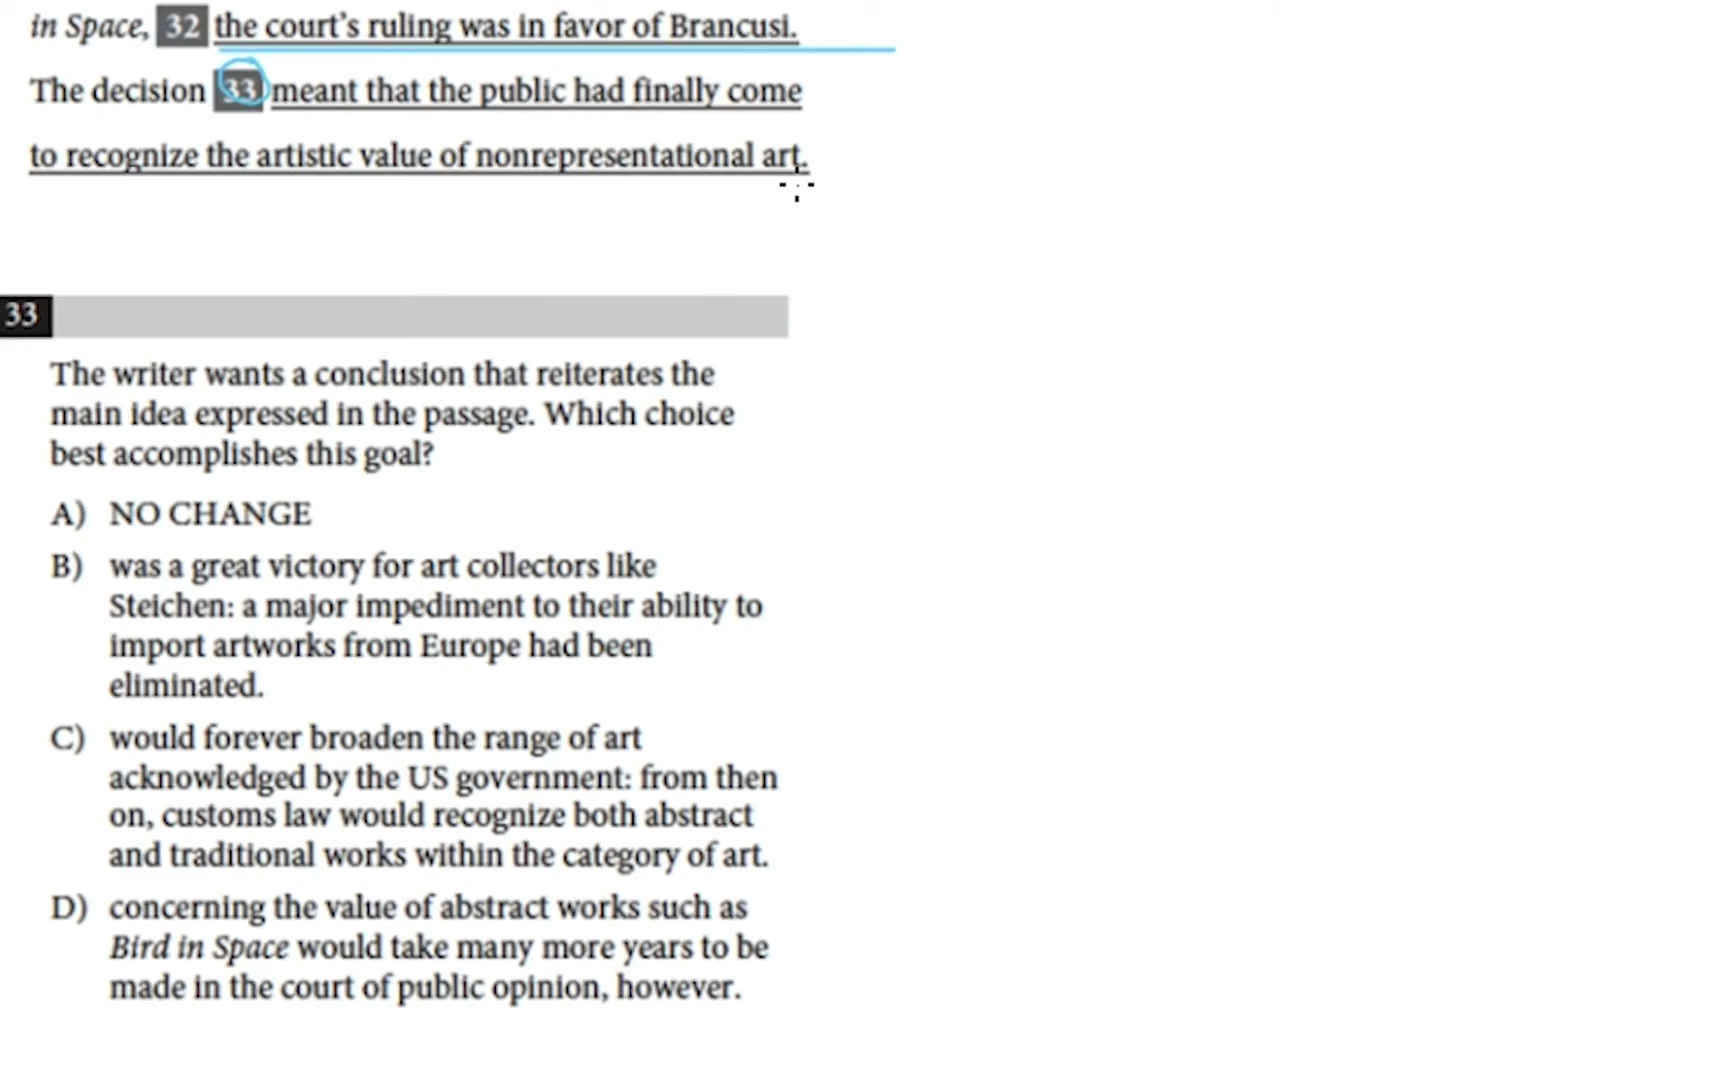 in Space, 32 the court's ruling was in favor of Brancusi.
The decision 33 meant that the public had finally come
to recognize the artistic value of nonrepresentational art.
33
The writer wants a conclusion that reiterates the
main idea expressed in the passage. Which choice
best accomplishes this goal?
A) NO CHANGE
B) was a great victory for art collectors like
Steichen: a major impediment to their ability to
import artworks from Europe had been
eliminated.
C) would forever broaden the range of art
acknowledged by the US government: from then
on, customs law would recognize both abstract
and traditional works within the category of art.
D) concerning the value of abstract works such as
Bird in Space would take many more years to be
made in the court of public opinion, however.